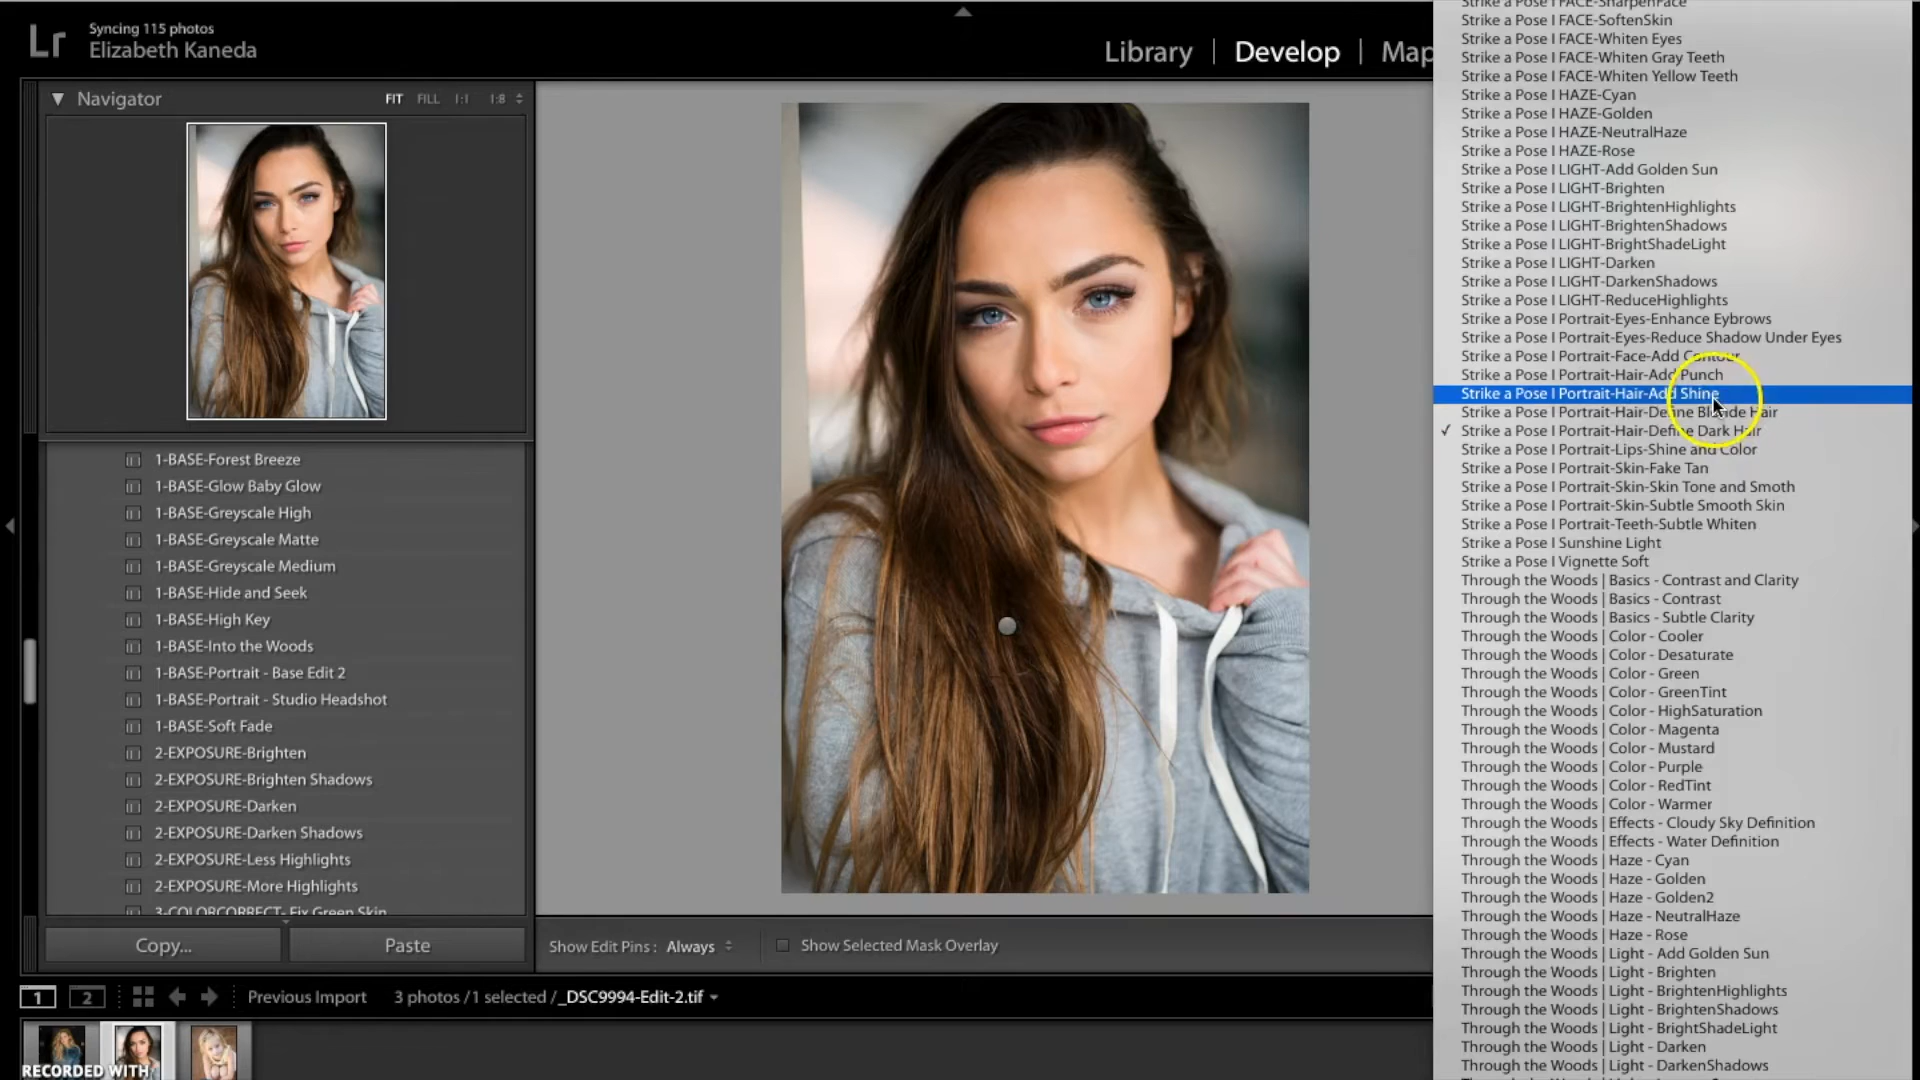 Lr
Syncing 115 photos
Elizabeth Kaneda
Library | Develop | Map
Navigator
FIT FILL 1:1 1:8
1-BASE-Forest Breeze
1-BASE-Glow Baby Glow
1-BASE-Greyscale High
1-BASE-Greyscale Matte
1-BASE-Greyscale Medium
1-BASE-Hide and Seek
1-BASE-High Key
1-BASE-Into the Woods
1-BASE-Portrait - Base Edit 2
1-BASE-Portrait - Studio Headshot
1-BASE-Soft Fade
2-EXPOSURE-Brighten
2-EXPOSURE-Brighten Shadows
2-EXPOSURE-Darken
2-EXPOSURE-Darken Shadows
2-EXPOSURE-Less Highlights
2-EXPOSURE-More Highlights
3-COLORCORRECT- Fix Green Skin
Copy... Paste
Show Edit Pins : Always Show Selected Mask Overlay
1 2 Previous Import 3 photos / 1 selected / _DSC9994-Edit-2.tif
RECORDED WITH
Strike a Pose | FACE-SharpenFace
Strike a Pose | FACE-SoftenSkin
Strike a Pose | FACE-Whiten Eyes
Strike a Pose | FACE-Whiten Gray Teeth
Strike a Pose | FACE-Whiten Yellow Teeth
Strike a Pose | HAZE-Cyan
Strike a Pose | HAZE-Golden
Strike a Pose | HAZE-NeutralHaze
Strike a Pose | HAZE-Rose
Strike a Pose | LIGHT-Add Golden Sun
Strike a Pose | LIGHT-Brighten
Strike a Pose | LIGHT-BrightenHighlights
Strike a Pose | LIGHT-BrightenShadows
Strike a Pose | LIGHT-BrightShadeLight
Strike a Pose | LIGHT-Darken
Strike a Pose | LIGHT-DarkenShadows
Strike a Pose | LIGHT-ReduceHighlights
Strike a Pose | Portrait-Eyes-Enhance Eybrows
Strike a Pose | Portrait-Eyes-Reduce Shadow Under Eyes
Strike a Pose | Portrait-Face-Add Contour
Strike a Pose | Portrait-Hair-Add Punch
Strike a Pose | Portrait-Hair-Add Shine
Strike a Pose | Portrait-Hair-Define Blonde Hair
✓ Strike a Pose | Portrait-Hair-Define Dark Hair
Strike a Pose | Portrait-Lips-Shine and Color
Strike a Pose | Portrait-Skin-Fake Tan
Strike a Pose | Portrait-Skin-Skin Tone and Smoth
Strike a Pose | Portrait-Skin-Subtle Smooth Skin
Strike a Pose | Portrait-Teeth-Subtle Whiten
Strike a Pose | Sunshine Light
Strike a Pose | Vignette Soft
Through the Woods | Basics - Contrast and Clarity
Through the Woods | Basics - Contrast
Through the Woods | Basics - Subtle Clarity
Through the Woods | Color - Cooler
Through the Woods | Color - Desaturate
Through the Woods | Color - Green
Through the Woods | Color - GreenTint
Through the Woods | Color - HighSaturation
Through the Woods | Color - Magenta
Through the Woods | Color - Mustard
Through the Woods | Color - Purple
Through the Woods | Color - RedTint
Through the Woods | Color - Warmer
Through the Woods | Effects - Cloudy Sky Definition
Through the Woods | Effects - Water Definition
Through the Woods | Haze - Cyan
Through the Woods | Haze - Golden
Through the Woods | Haze - Golden2
Through the Woods | Haze - NeutralHaze
Through the Woods | Haze - Rose
Through the Woods | Light - Add Golden Sun
Through the Woods | Light - Brighten
Through the Woods | Light - BrightenHighlights
Through the Woods | Light - BrightenShadows
Through the Woods | Light - BrightShadeLight
Through the Woods | Light - Darken
Through the Woods | Light - DarkenShadows